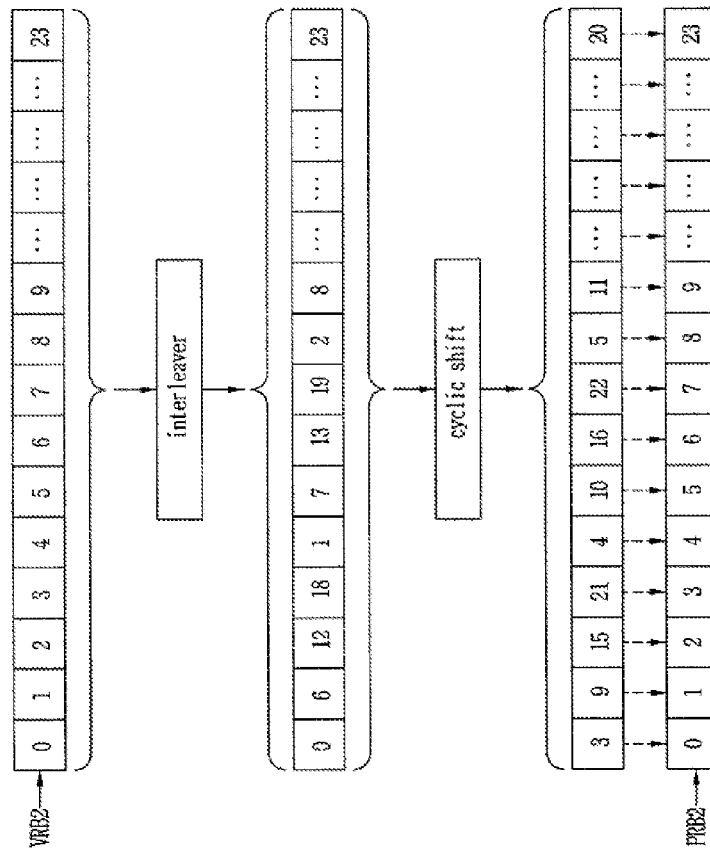 VRB2 0 1 2 3 4 5 6 7 8 9 ... ... ... ... 23
interleaver
0 6 12 18 1 7 13 19 2 8 ... ... ... ... 23
cyclic shift
3 9 15 21 4 10 16 22 5 11 ... ... ... ... 20
PRB2 0 1 2 3 4 5 6 7 8 9 ... ... ... ... 23